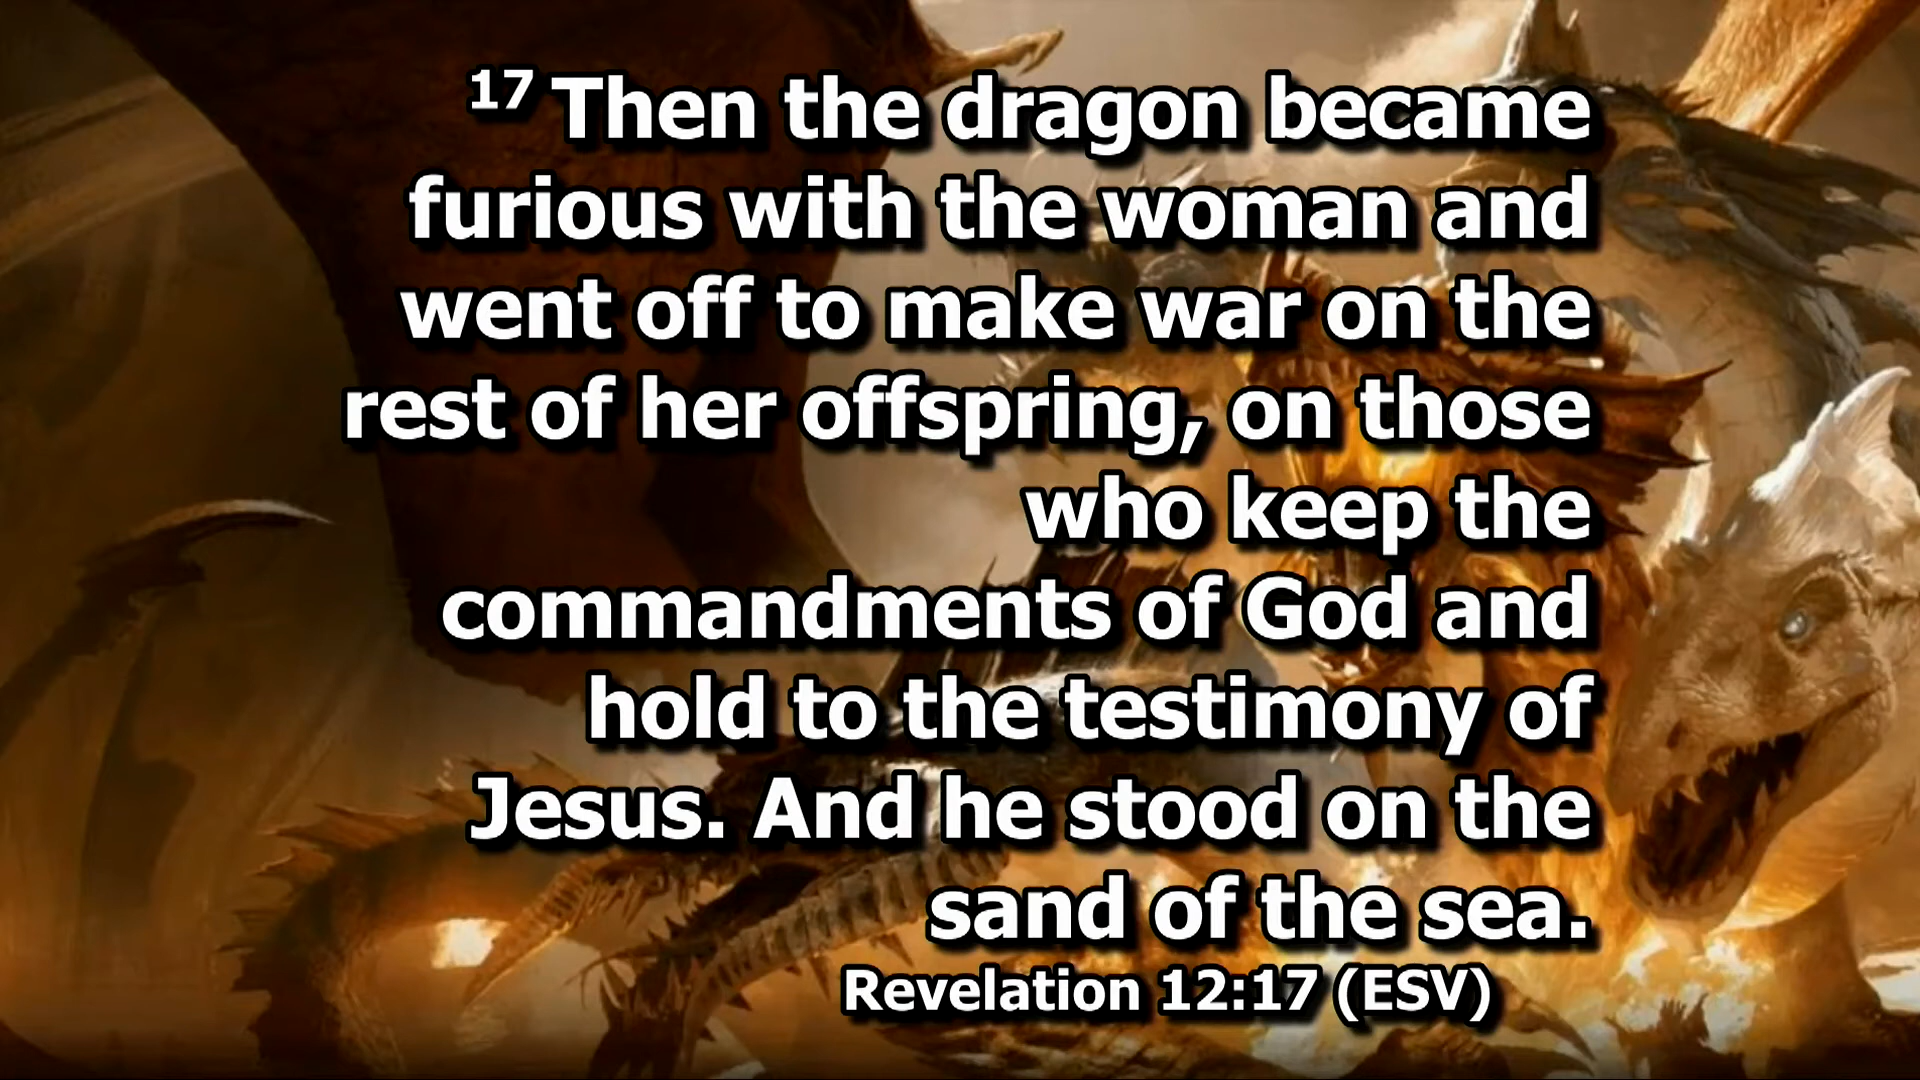 17 Then the dragon became
furious with the woman and
went off to make war on the
rest of her offspring, on those
who keep the
commandments of God and
hold to the testimony of
Jesus. And he stood on the
sand of the sea.
Revelation 12:17 (ESV)